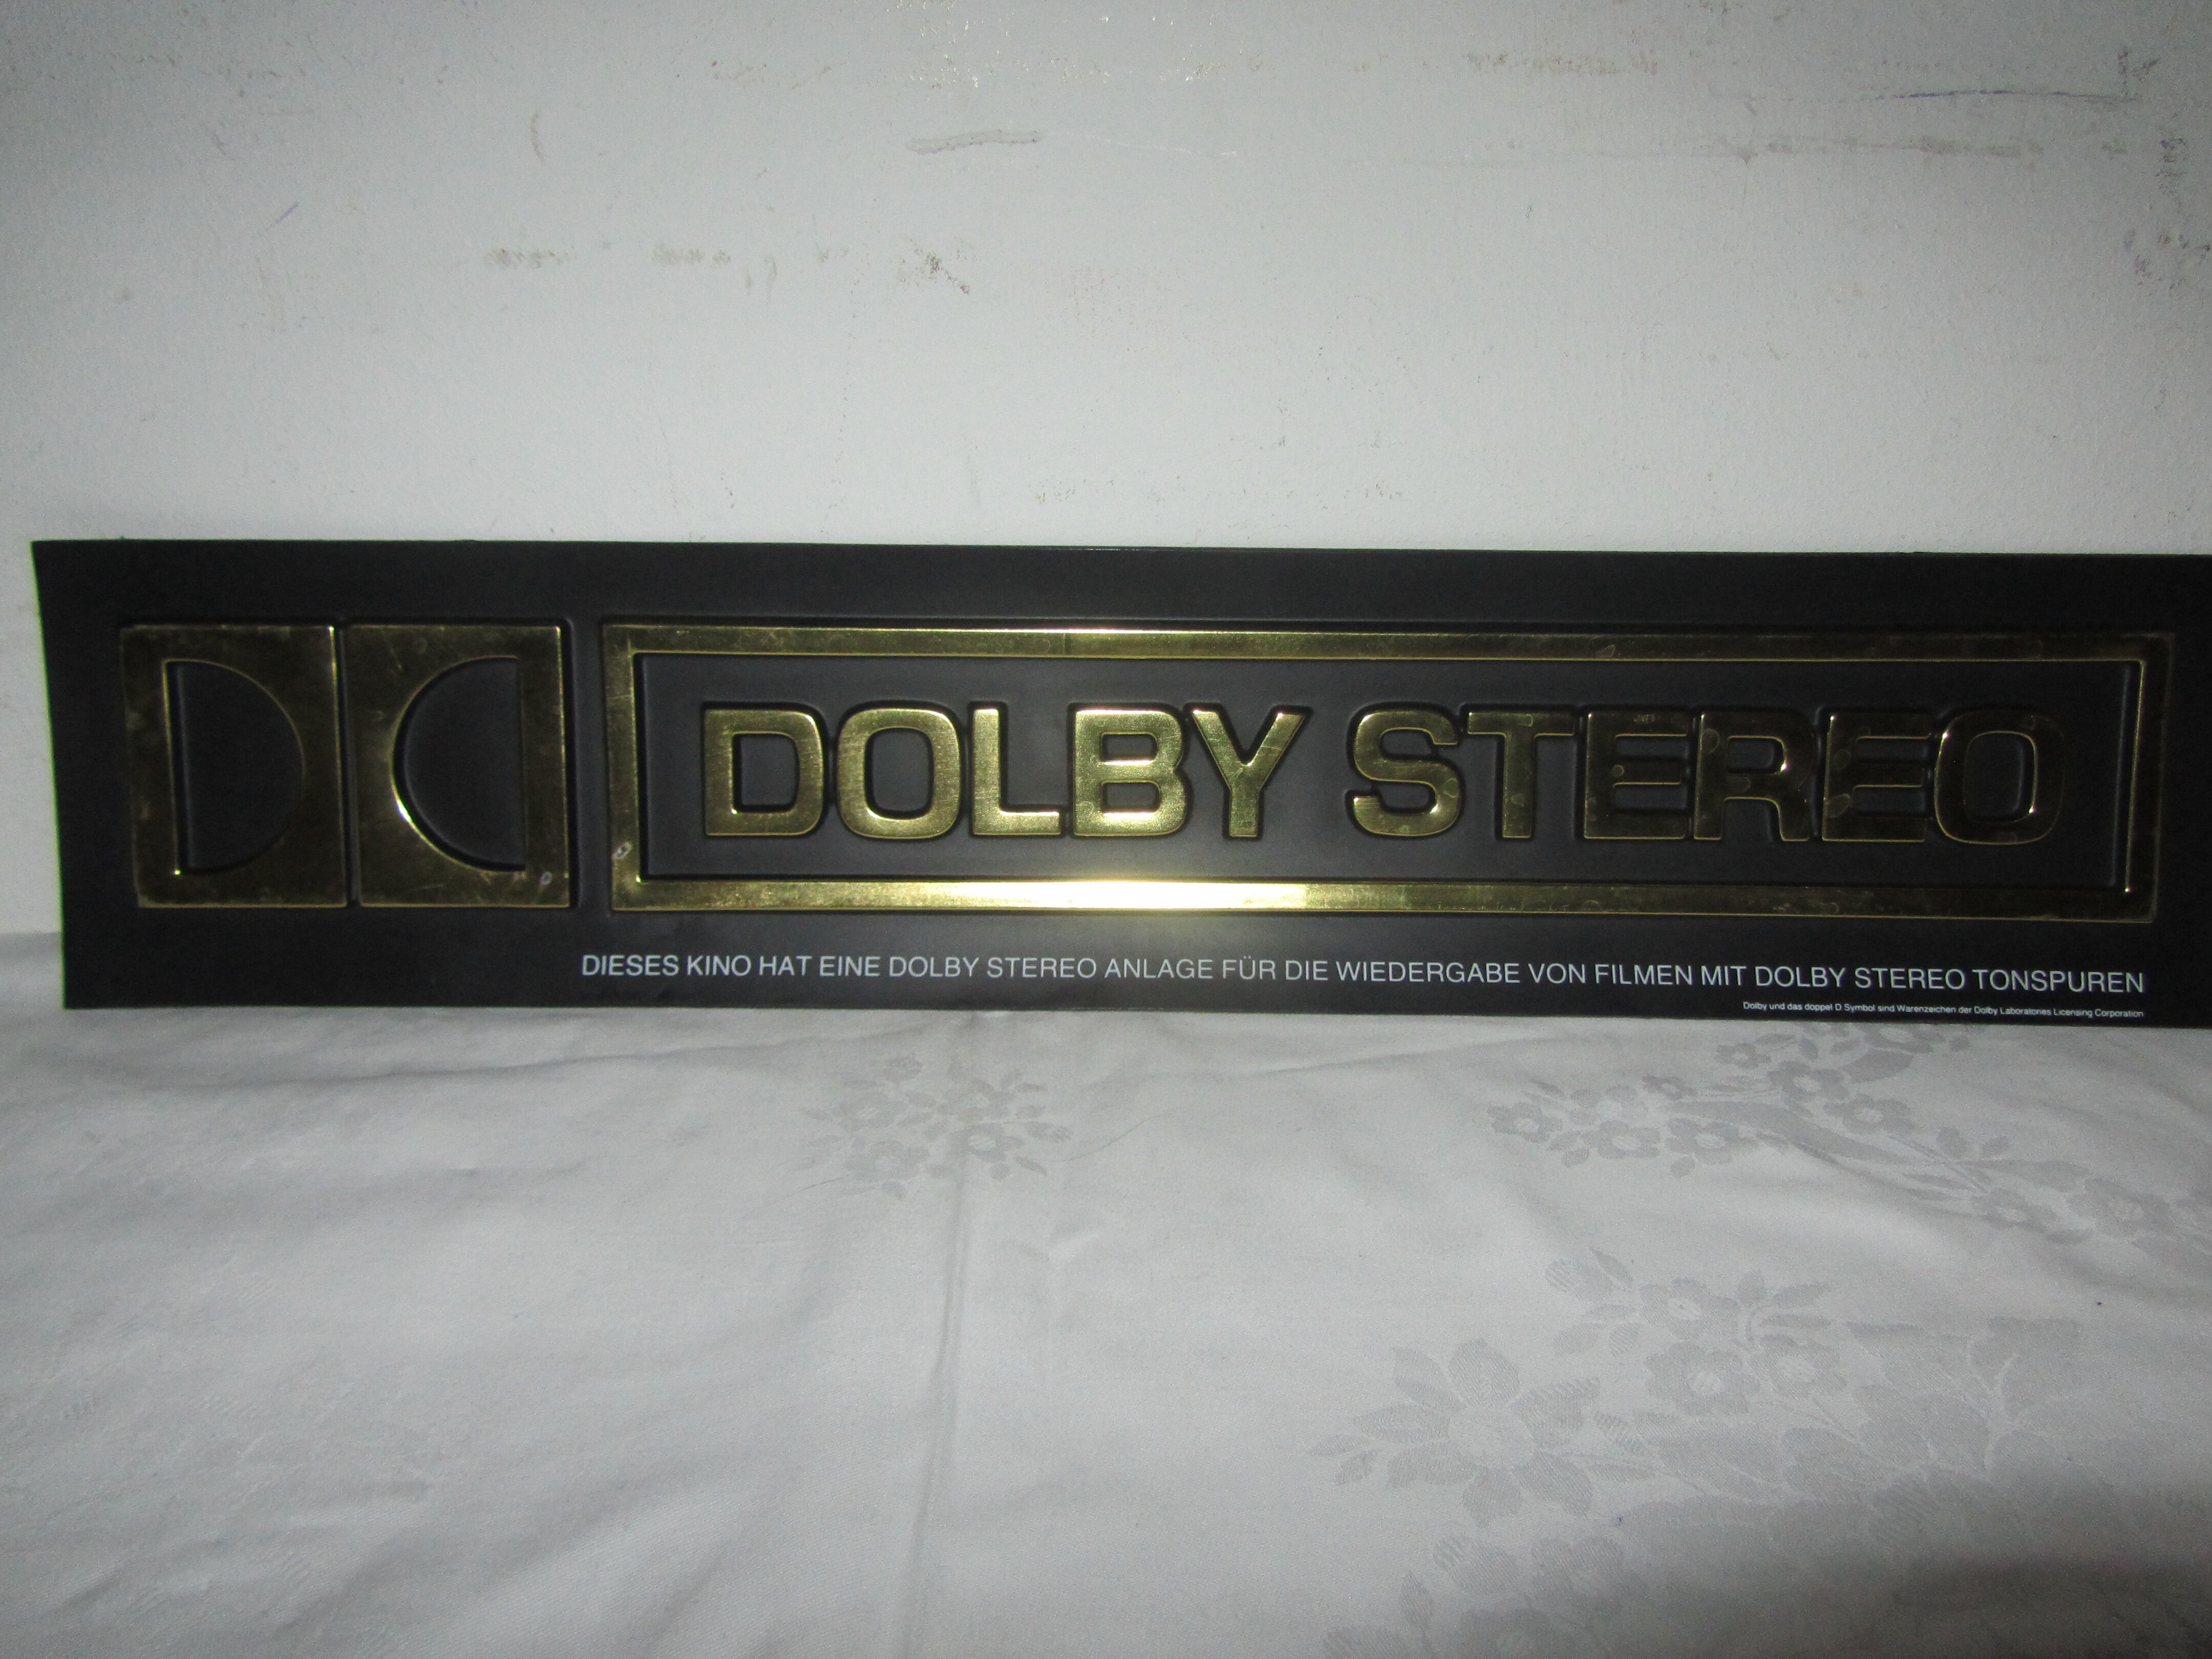 DOLBY STEREO
DIESES KINO HAT EINE DOLBY STEREO ANLAGE FÜR DIE WIEDERGABE VON FILMEN MIT DOLBY STEREO TONSPUREN
Dolby und das doppel D Symbol sind Warenzeichen der Dolby Laboratories Licensing Corporation